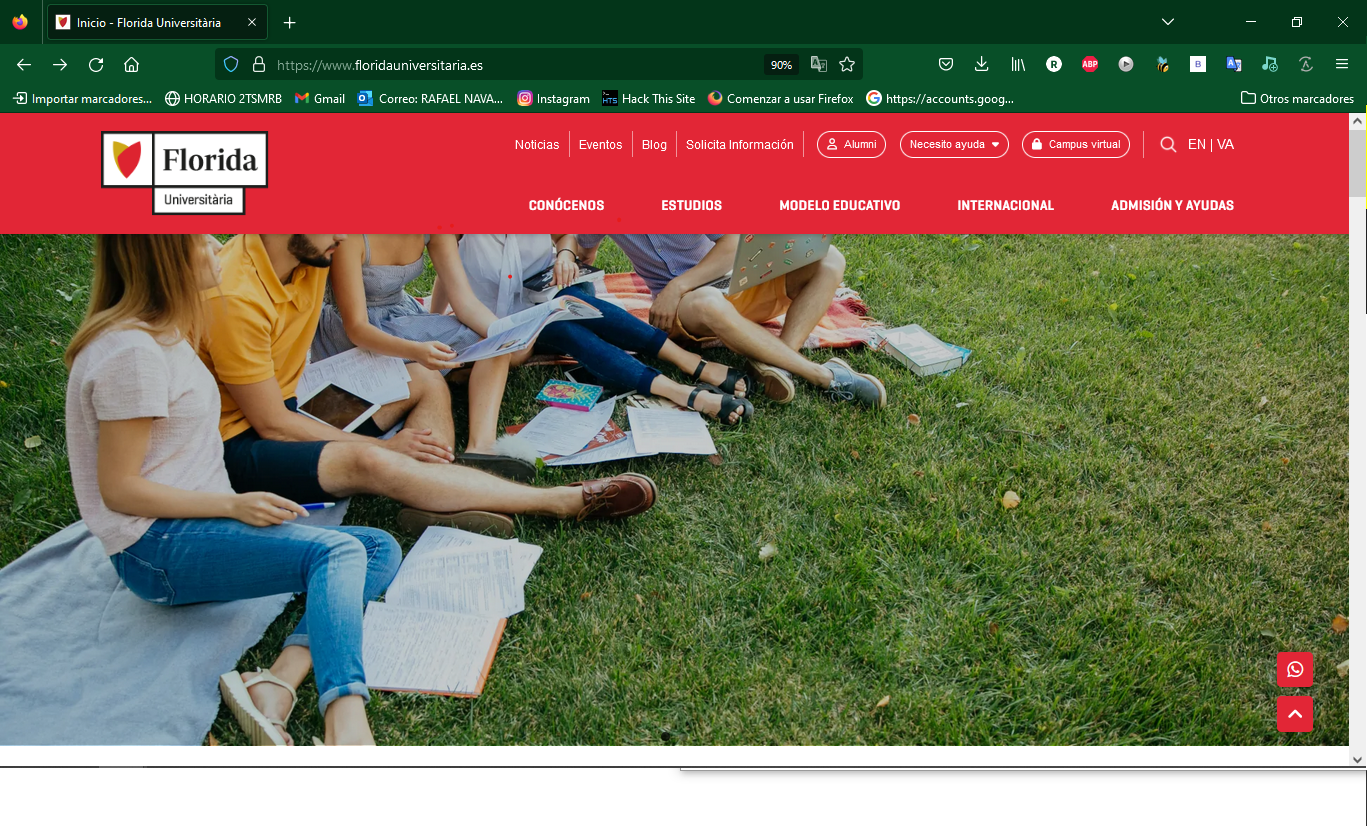 Inicio - Florida Universitària
https://www.floridauniversitaria.es
90%
R
ABP
B
Importar marcadores...
HORARIO 2TSMRB
Gmail
Correo: RAFAEL NAVA...
HTS
Instagram
Hack This Site
Comenzar a usar Firefox
https://accounts.goog...
Otros marcadores
Florida
Universitària
Noticias
Eventos
Blog
Solicita Información
Alumni
Necesito ayuda
Campus virtual
EN | VA
CONÓCENOS
ESTUDIOS
MODELO EDUCATIVO
INTERNACIONAL
ADMISIÓN Y AYUDAS